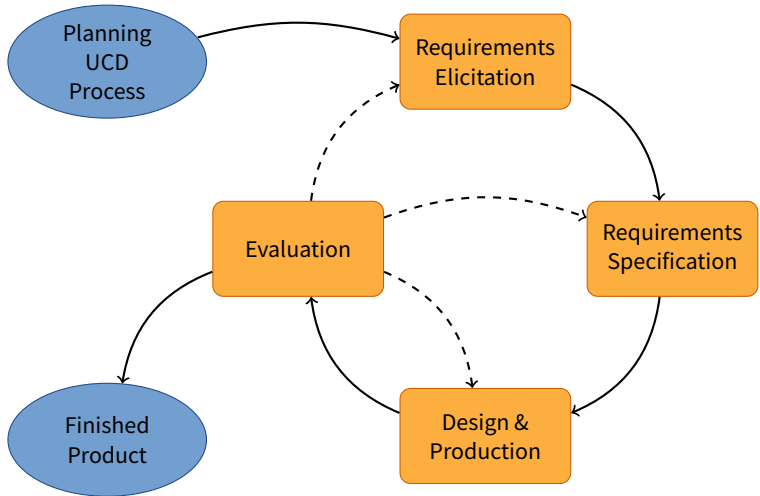 Planning
UCD
Process
Requirements
Elicitation
Evaluation
Requirements
Specification
Finished
Product
Design &
Production